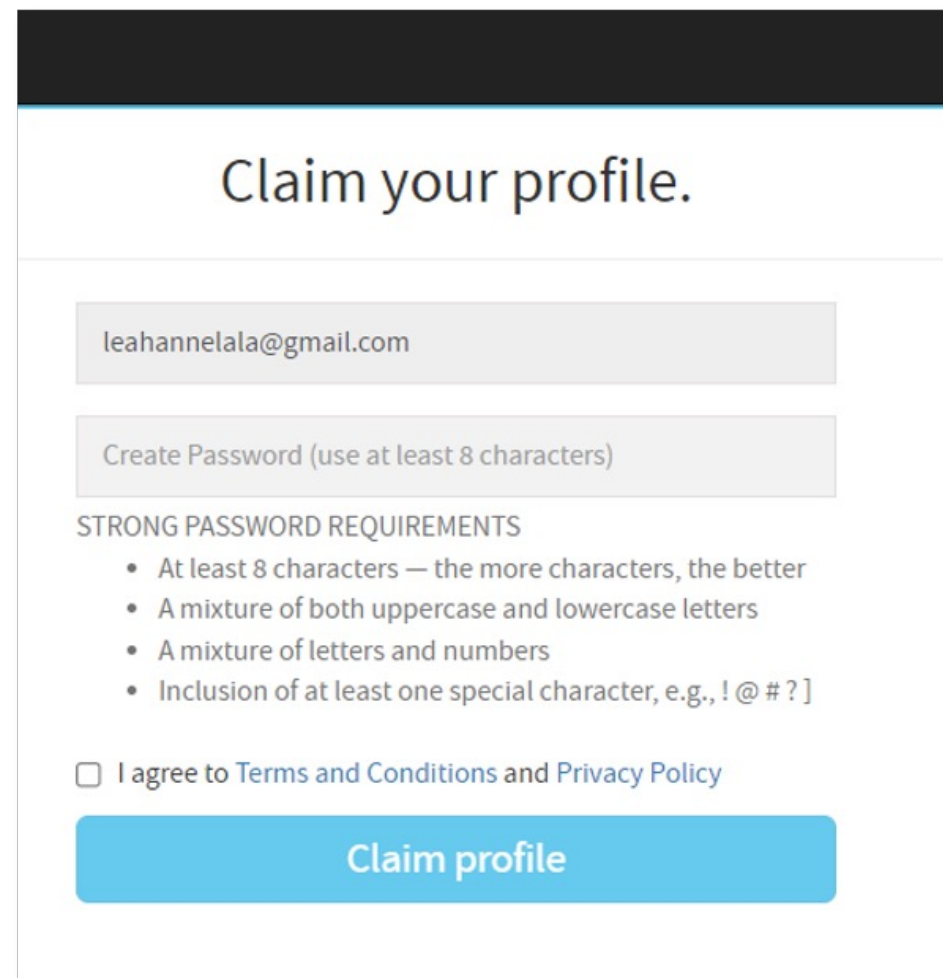 Claim your profile.
leahannelala@gmail.com
Create Password (use at least 8 characters)
STRONG PASSWORD REQUIREMENTS
• At least 8 characters — the more characters, the better
• A mixture of both uppercase and lowercase letters
• A mixture of letters and numbers
• Inclusion of at least one special character, e.g., ! @ # ? ]
I agree to Terms and Conditions and Privacy Policy
Claim profile